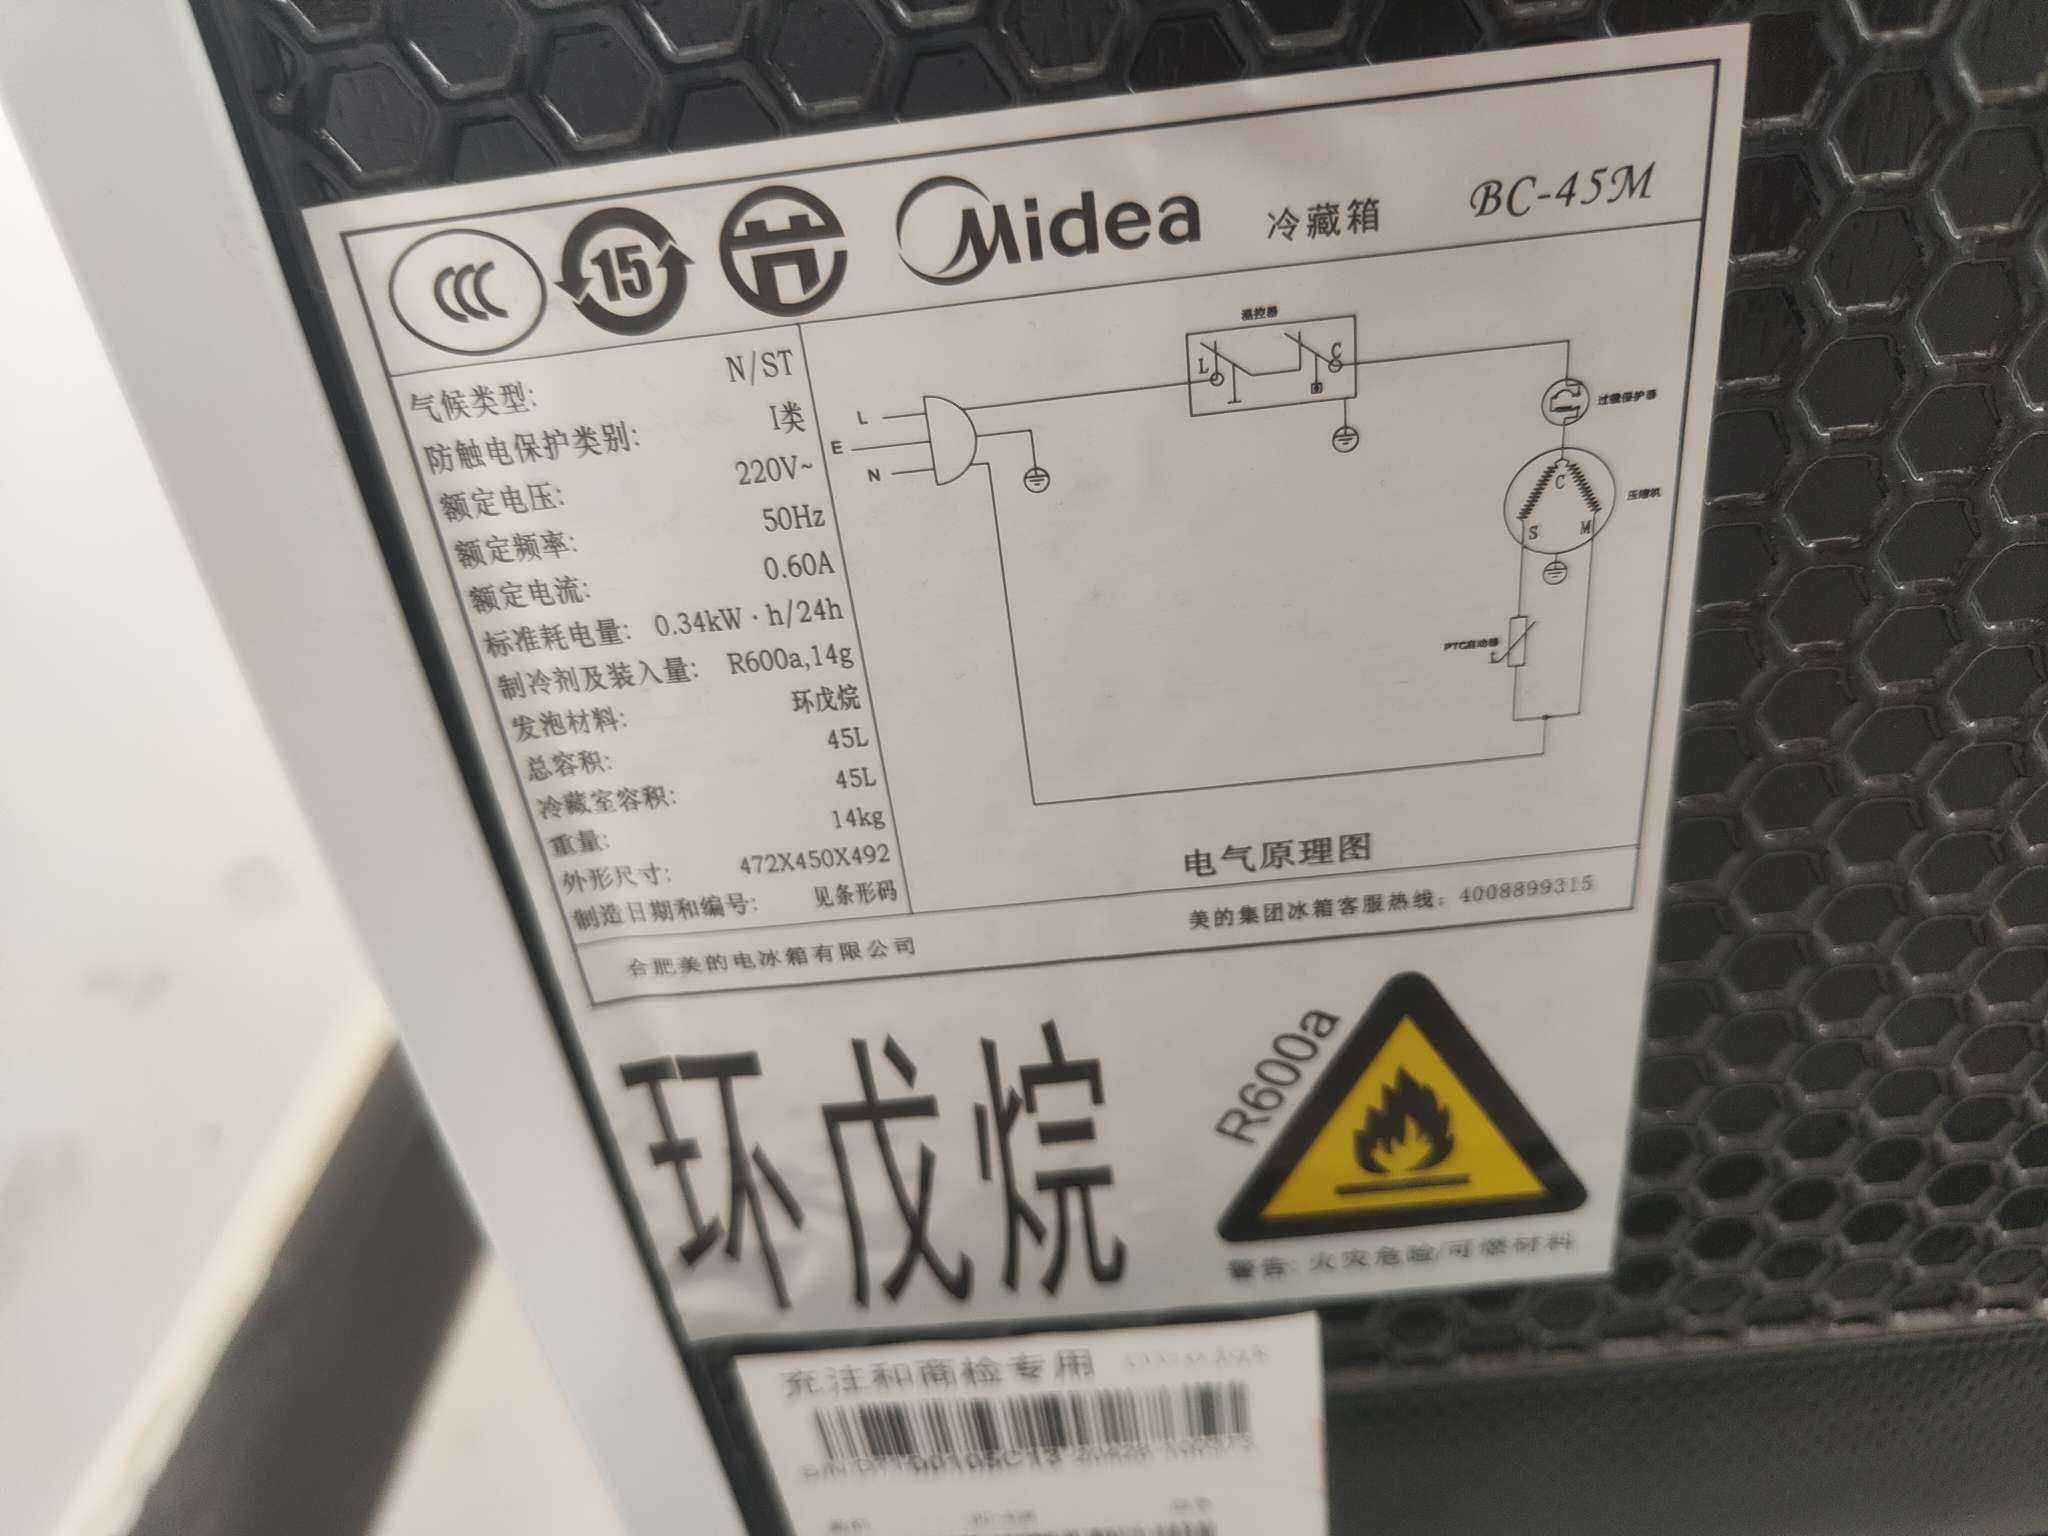 CCC 15 节 Midea 冷藏箱 BC-45M
气候类型: N/ST
防触电保护类别: I类
额定电压: 220V~
额定频率: 50Hz
额定电流: 0.60A
标准耗电量: 0.34kW·h/24h
制冷剂及装入量: R600a,14g
发泡材料: 环戊烷
总容积: 45L
冷藏室容积: 45L
重量: 14kg
外形尺寸: 472X450X492
制造日期和编号: 见条形码
L
E
N
温控器
L
C
过载保护器
C
S
M
压缩机
PTC启动器
电气原理图
合肥美的电冰箱有限公司
美的集团冰箱客服热线: 4008899315
环戊烷
R600a
警告: 火灾危险/可燃材料
充注和商检专用